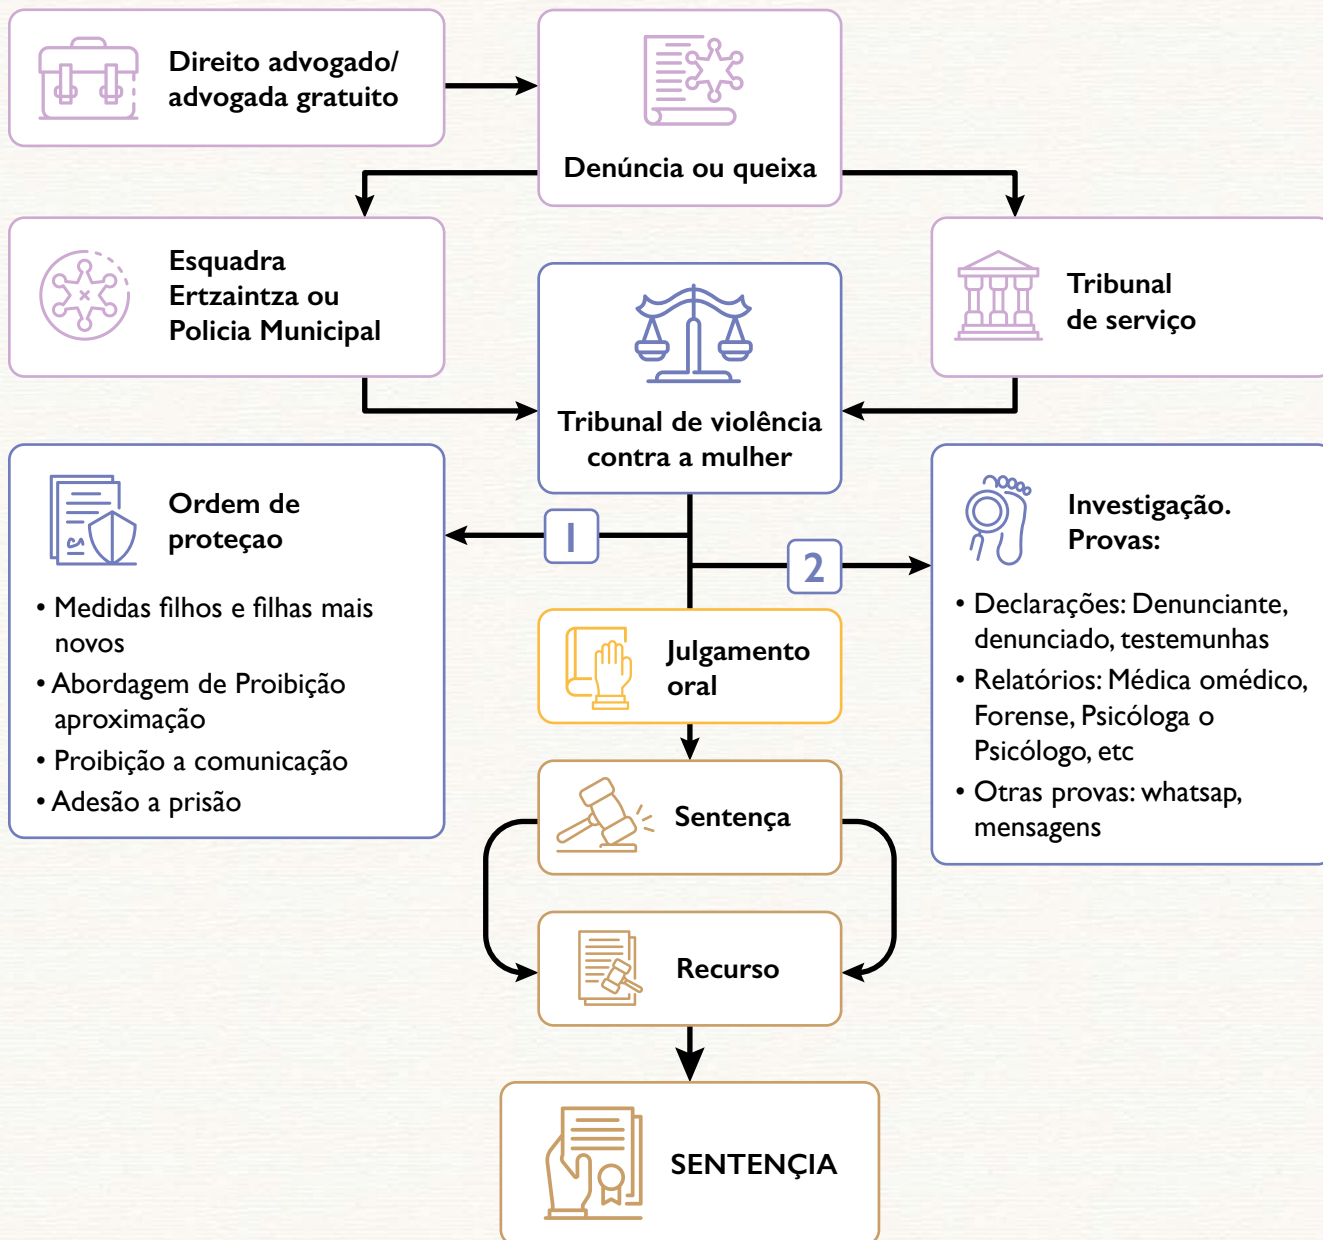 Direito advogado/
advogada gratuito
Denúncia ou queixa
Esquadra
Ertzaintza ou
Policia Municipal
Tribunal
de serviço
Tribunal de violência
contra a mulher
1
2
Ordem de
proteçao
• Medidas filhos e filhas mais
novos
• Abordagem de Proibição
aproximação
• Proibição a comunicação
• Adesão a prisão
Investigação.
Provas:
• Declarações: Denunciante,
denunciado, testemunhas
• Relatórios: Médica omédico,
Forense, Psicóloga o
Psicólogo, etc
• Otras provas: whatsap,
mensagens
Julgamento
oral
Sentença
Recurso
SENTENÇIA